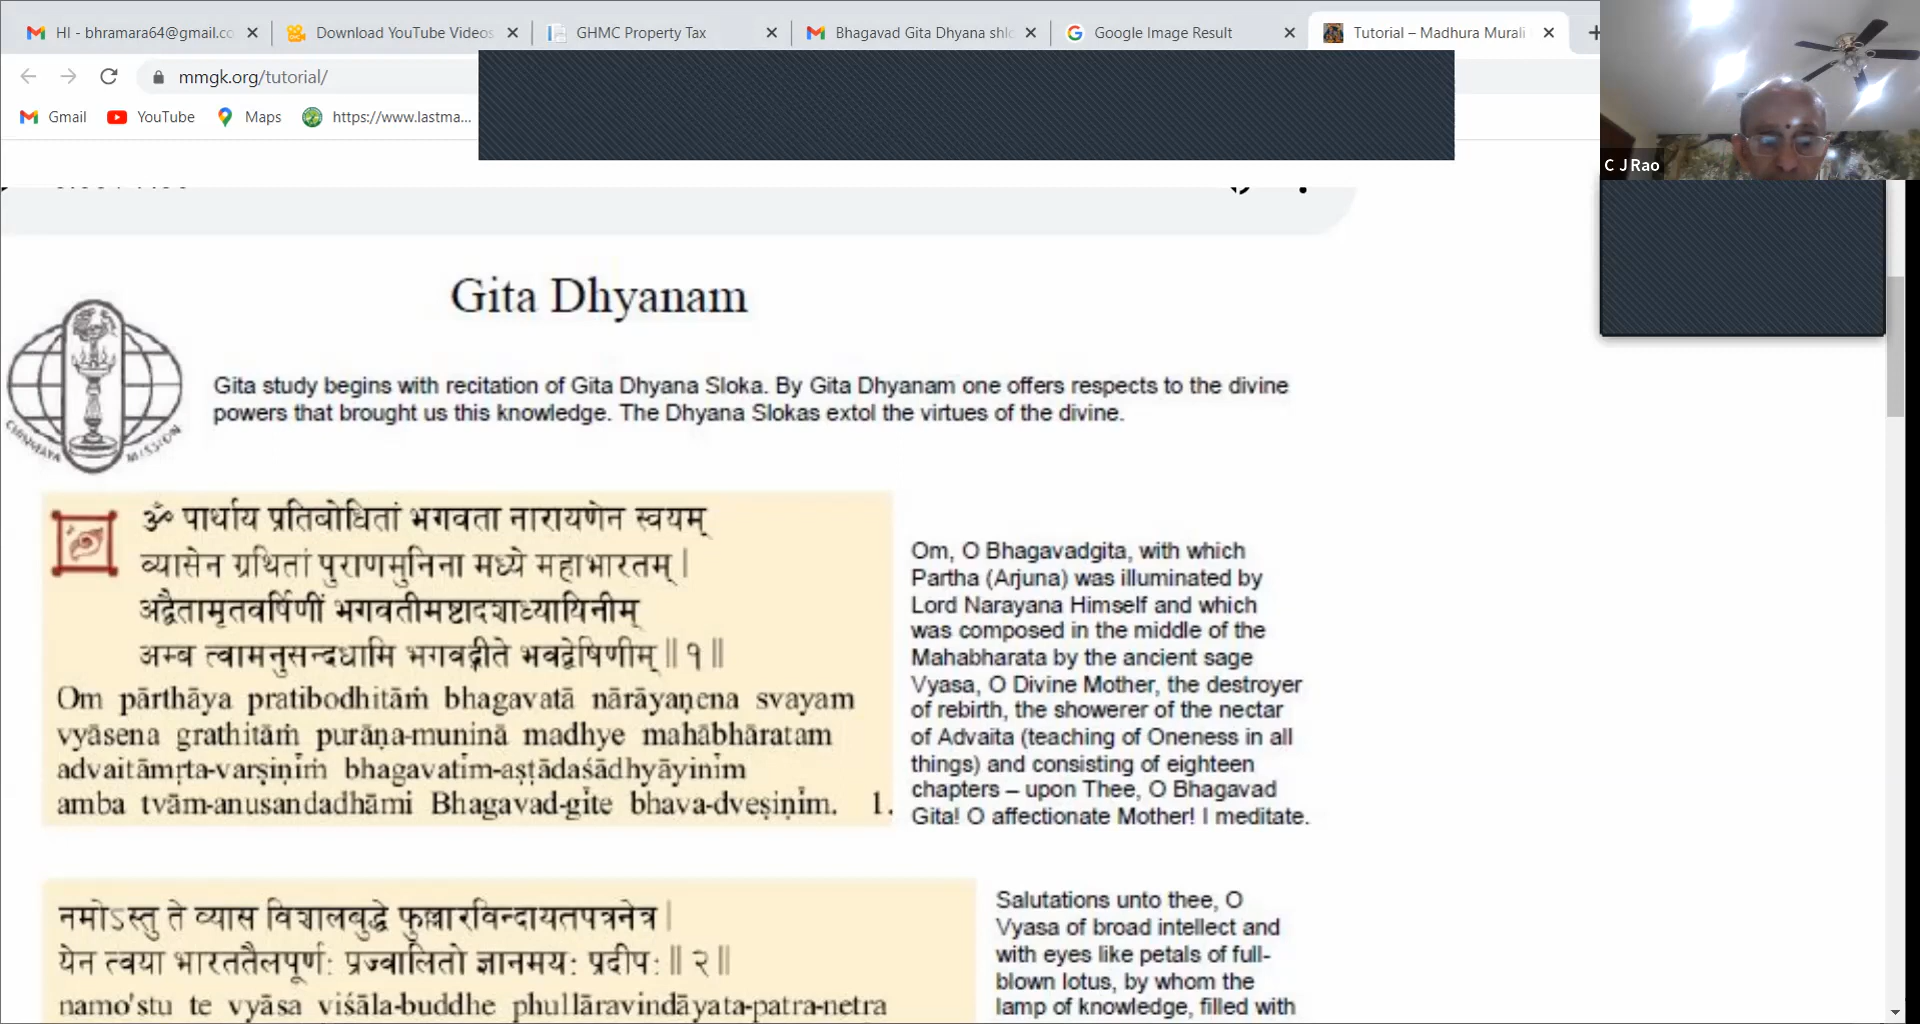 HI - bhramara64@gmail.co
Download YouTube Videos
GHMC Property Tax
Bhagavad Gita Dhyana shlo
Google Image Result
Tutorial – Madhura Murali
mmgk.org/tutorial/
Gmail
YouTube
Maps
https://www.lastma...
C J Rao
Gita Dhyanam
CHINMAYA MISSION
Gita study begins with recitation of Gita Dhyana Sloka. By Gita Dhyanam one offers respects to the divine
powers that brought us this knowledge. The Dhyana Slokas extol the virtues of the divine.
ॐ पार्थाय प्रतिबोधितां भगवता नारायणेन स्वयम्
व्यासेन ग्रथितां पुराणमुनिना मध्ये महाभारतम् |
अद्वैतामृतवर्षिणीं भगवतीमष्टादशाध्यायिनीम्
अम्ब त्वामनुसन्दधामि भगवद्गीते भवद्वेषिणीम् || १ ||
Om pārthāya pratibodhitāṁ bhagavatā nārāyaṇena svayam
vyāsena grathitāṁ purāṇa-muninā madhye mahābhāratam
advaitāmṛta-varṣiṇīṁ bhagavatīm-aṣṭādaśādhyāyinīm
amba tvām-anusandadhāmi Bhagavad-gīte bhava-dveṣiṇīm. 1.
Om, O Bhagavadgita, with which
Partha (Arjuna) was illuminated by
Lord Narayana Himself and which
was composed in the middle of the
Mahabharata by the ancient sage
Vyasa, O Divine Mother, the destroyer
of rebirth, the showerer of the nectar
of Advaita (teaching of Oneness in all
things) and consisting of eighteen
chapters – upon Thee, O Bhagavad
Gita! O affectionate Mother! I meditate.
नमोऽस्तु ते व्यास विशालबुद्धे फुल्लारविन्दायतपत्रनेत्र |
येन त्वया भारततैलपूर्णः प्रज्वालितो ज्ञानमयः प्रदीपः || २ ||
namo'stu te vyāsa viśāla-buddhe phullāravindāyata-patra-netra
Salutations unto thee, O
Vyasa of broad intellect and
with eyes like petals of full-
blown lotus, by whom the
lamp of knowledge, filled with